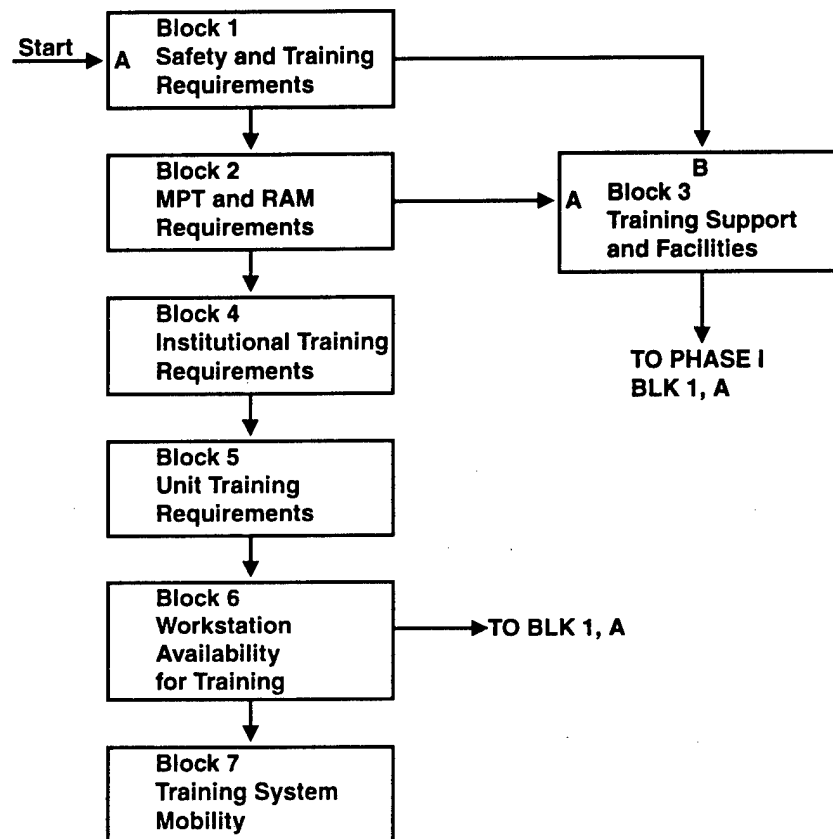 Start
A
Block 1
Safety and Training
Requirements
Block 2
MPT and RAM
Requirements
A
B
Block 3
Training Support
and Facilities
TO PHASE I
BLK 1, A
Block 4
Institutional Training
Requirements
Block 5
Unit Training
Requirements
Block 6
Workstation
Availability
for Training
TO BLK 1, A
Block 7
Training System
Mobility